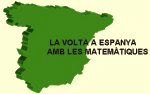 LA VOLTA A ESPANYA
AMB LES MATEMÀTIQUES